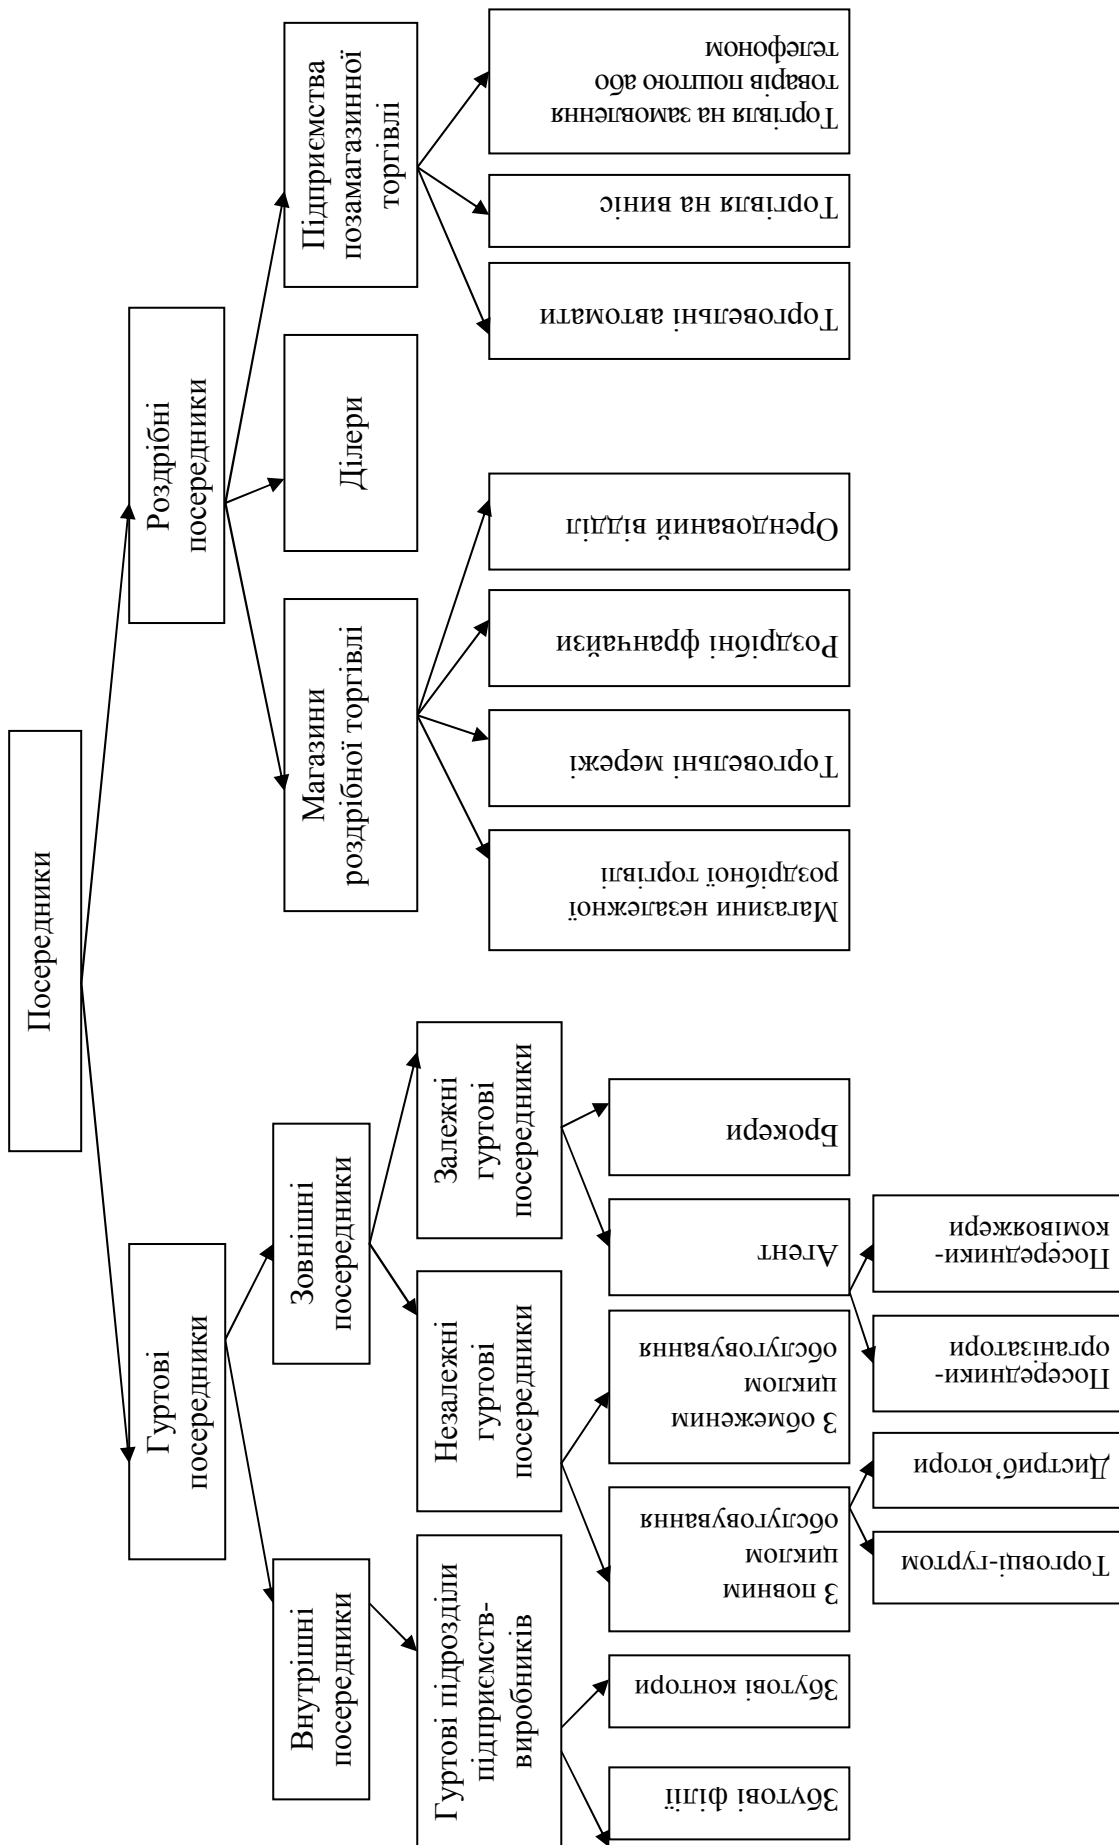 Посередники
Гуртові
посередники
Роздрібні
посередники
Внутрішні
посередники
Зовнішні
посередники
Магазини
роздрібної торгівлі
Ділери
Підприємства
позамагазинної
торгівлі
Гуртові підрозділи
підприємств-
виробників
Незалежні
гуртові
посередники
Залежні
гуртові
посередники
Збутові філії
Збутові контори
З повним
циклом
обслуговування
З обмеженим
циклом
обслуговування
Агент
Брокери
Магазини незалежної
роздрібної торгівлі
Торговельні мережі
Роздрібні франчайзи
Орендований відділ
Торговельні автомати
Торгівля на виніс
Торгівля на замовлення
товарів поштою або
телефоном
Торговці-гуртом
Дистриб’ютори
Посередники-
організатори
Посередники-
комівояжери